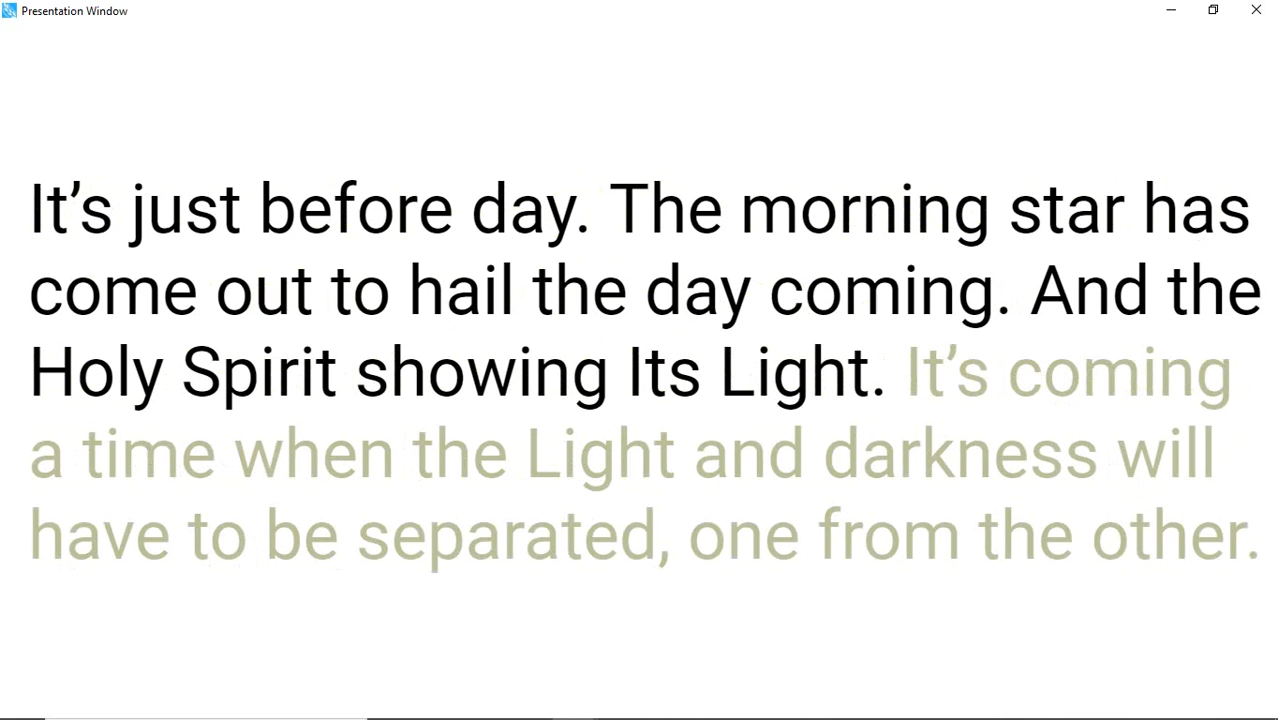 Presentation Window
It’s just before day. The morning star has
come out to hail the day coming. And the
Holy Spirit showing Its Light. It’s coming
a time when the Light and darkness will
have to be separated, one from the other.